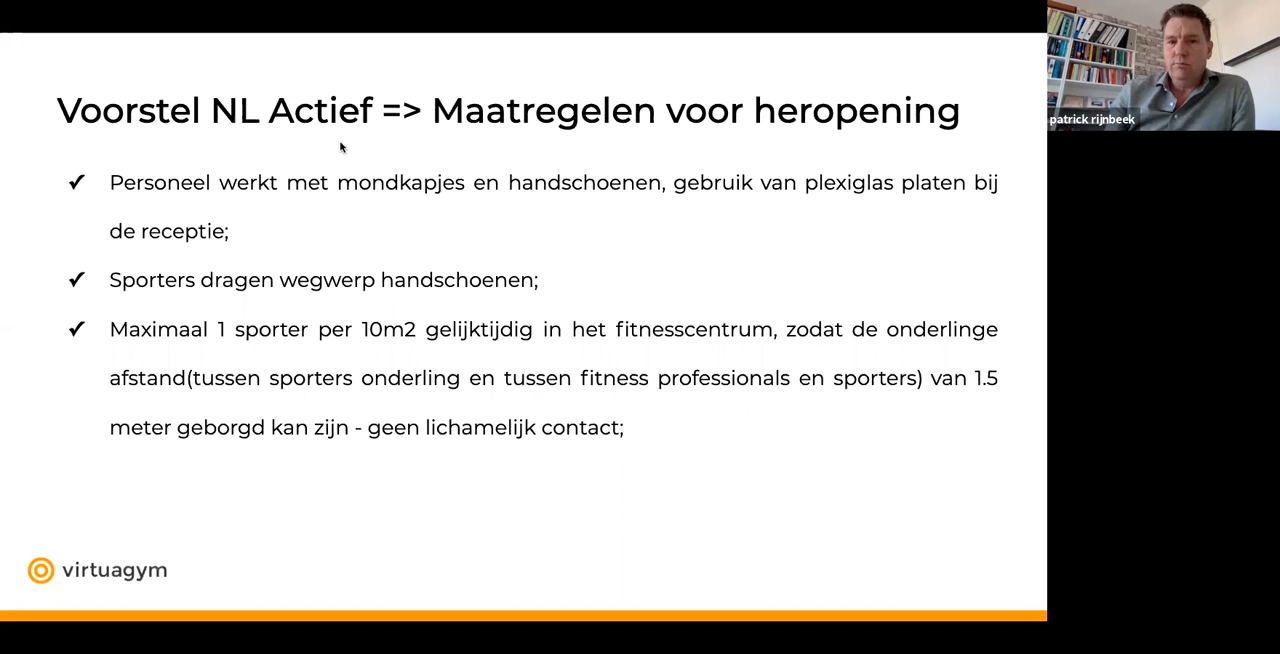 Voorstel NL Actief => Maatregelen voor heropening
✓ Personeel werkt met mondkapjes en handschoenen, gebruik van plexiglas platen bij
de receptie;
✓ Sporters dragen wegwerp handschoenen;
✓ Maximaal 1 sporter per 10m2 gelijktijdig in het fitnesscentrum, zodat de onderlinge
afstand(tussen sporters onderling en tussen fitness professionals en sporters) van 1.5
meter geborgd kan zijn - geen lichamelijk contact;
virtuagym
patrick rijnbeek